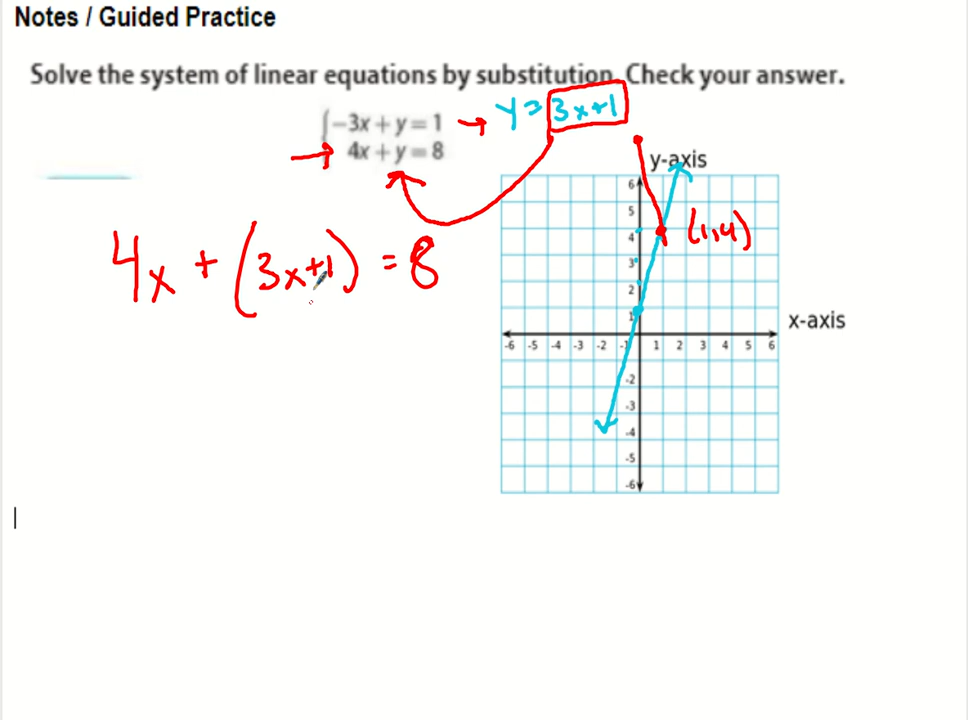 Notes / Guided Practice
Solve the system of linear equations by substitution. Check your answer.
-3x + y = 1 → y = 3x+1
4x + y = 8
y-axis
4x + (3x+1) = 8
(1,4)
x-axis
6
5
4
3
2
1
-6 -5 -4 -3 -2 -1 1 2 3 4 5 6
-2
-3
-4
-5
-6